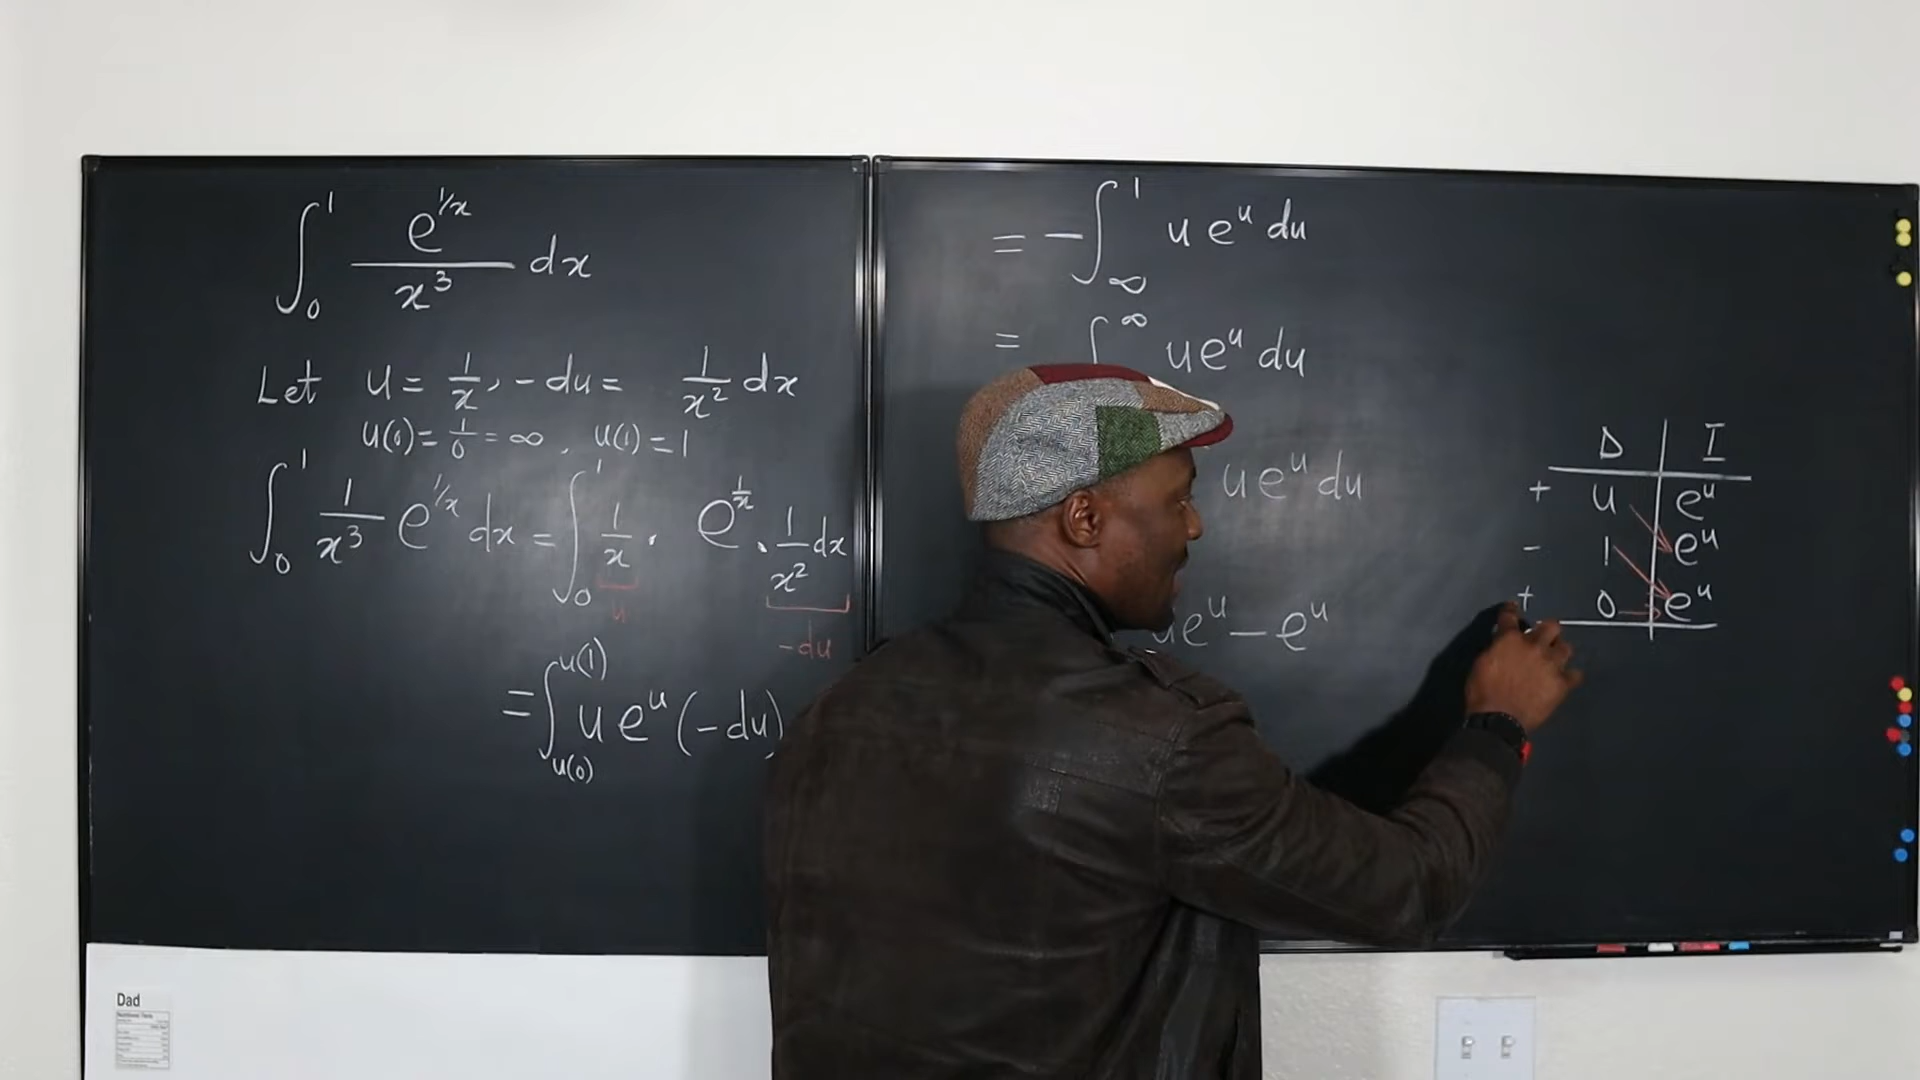 ∫₀¹ e^(1/x) / x³ dx
Let u = 1/x, -du = 1/x² dx
u(0) = 1/0 = ∞, u(1) = 1
∫₀¹ 1/x³ e^(1/x) dx = ∫₀¹ 1/x · e^(1/x) · 1/x² dx
u -du
= ∫_{u(0)}^{u(1)} u e^u (-du)
= -∫_∞^1 u e^u du
= ∫^∞ u e^u du
u e^u du
u e^u - e^u
D I
+ u e^u
- 1 e^u
+ 0 e^u
Dad